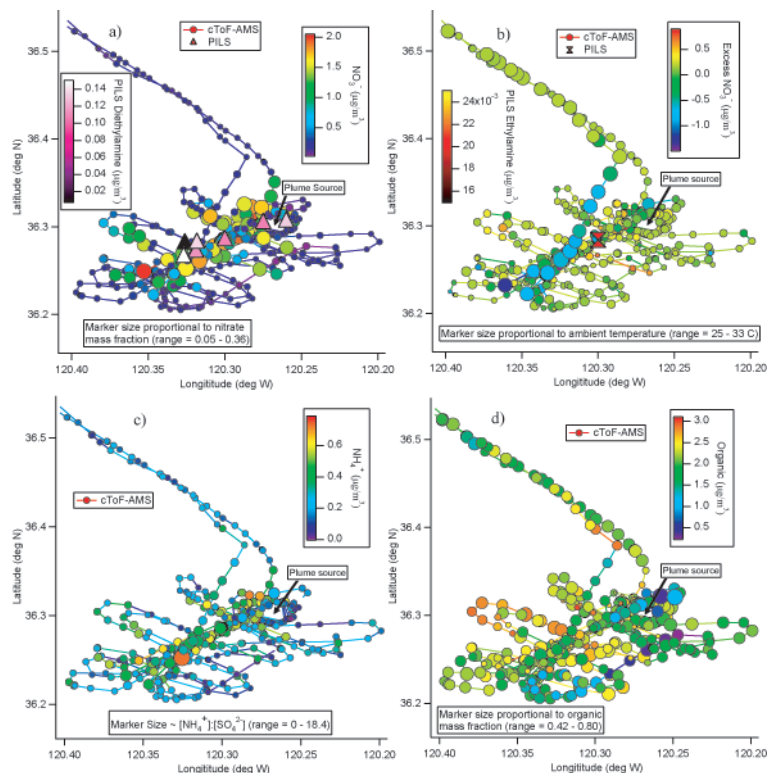 a)
cToF-AMS
PILS
2.0
1.5
1.0
0.5
NO3- (µg/m3)
0.14
0.12
0.10
0.08
0.06
0.04
0.02
PILS Diethylamine (µg/m3)
Plume Source
Marker size proportional to nitrate
mass fraction (range = 0.05 - 0.36)
36.5
36.4
36.3
36.2
Latitude (deg N)
120.40
120.35
120.30
120.25
120.20
Longititude (deg W)
b)
cToF-AMS
PILS
0.5
0.0
-0.5
-1.0
Excess NO3- (µg/m3)
24x10-3
22
20
18
16
PILS Ethylamine (µg/m3)
Plume source
Marker size proportional to ambient temperature (range = 25 - 33 C)
36.5
36.4
36.3
36.2
Latitude (deg N)
120.40
120.35
120.30
120.25
120.20
Longititude (deg W)
c)
cToF-AMS
0.6
0.4
0.2
0.0
NH4+ (µg/m3)
Plume source
Marker Size ~ [NH4+]:[SO42-] (range = 0 - 18.4)
36.5
36.4
36.3
36.2
Latitude (deg N)
120.40
120.35
120.30
120.25
120.20
Longititude (deg W)
d)
cToF-AMS
3.0
2.5
2.0
1.5
1.0
0.5
Organic (µg/m3)
Plume source
Marker size proportional to organic
mass fraction (range = 0.42 - 0.80)
36.5
36.4
36.3
36.2
Latitude (deg N)
120.40
120.35
120.30
120.25
120.20
Longititude (deg W)